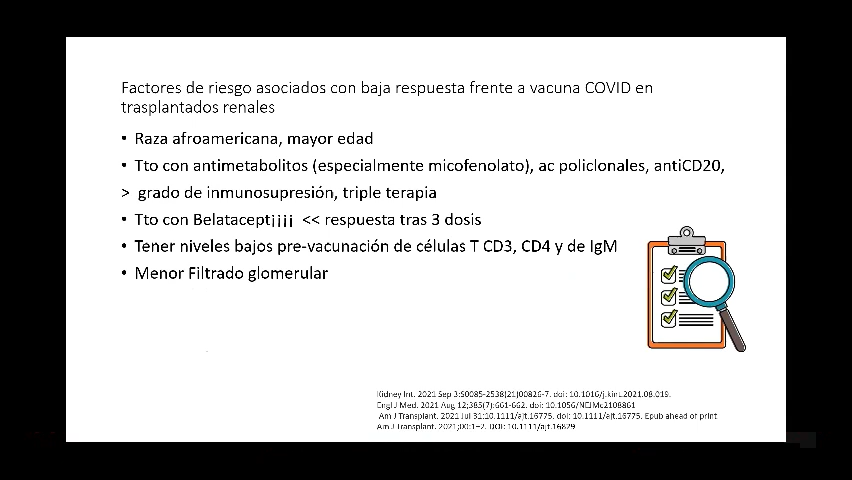 Factores de riesgo asociados con baja respuesta frente a vacuna COVID en
trasplantados renales
• Raza afroamericana, mayor edad
• Tto con antimetabolitos (especialmente micofenolato), ac policlonales, antiCD20,
> grado de inmunosupresión, triple terapia
• Tto con Belatacept¡¡¡¡ << respuesta tras 3 dosis
• Tener niveles bajos pre-vacunación de células T CD3, CD4 y de IgM
• Menor Filtrado glomerular
Kidney Int. 2021 Sep 3:S0085-2538(21)00826-7. doi: 10.1016/j.kint.2021.08.019.
Engl J Med. 2021 Aug 12;385(7):661-662. doi: 10.1056/NEJMc2108861
Am J Transplant. 2021 Jul 31:10.1111/ajt.16775. doi: 10.1111/ajt.16775. Epub ahead of print
Am J Transplant. 2021;00:1–2. DOI: 10.1111/ajt.16829